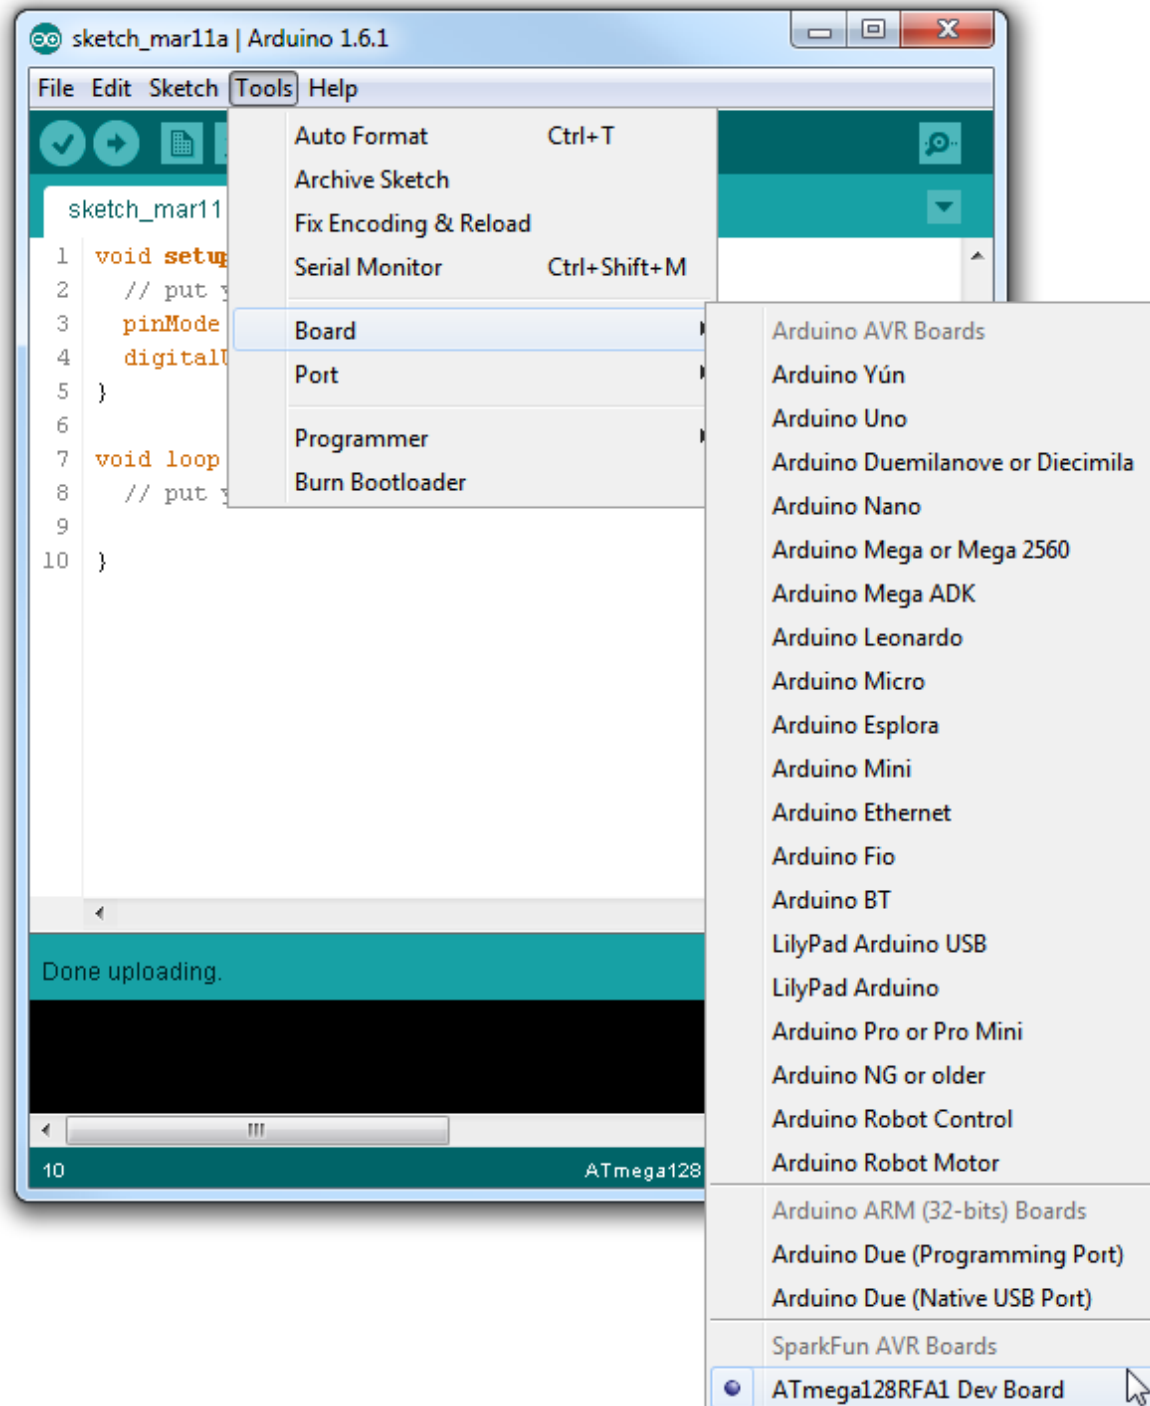 sketch_mar11a | Arduino 1.6.1
File Edit Sketch Tools Help
Auto Format Ctrl+T
Archive Sketch
Fix Encoding & Reload
Serial Monitor Ctrl+Shift+M
Board
Port
Programmer
Burn Bootloader
sketch_mar11
1 void setup
2 // put
3 pinMode
4 digital
5 }
6
7 void loop
8 // put
9
10 }
Done uploading.
10 ATmega128
Arduino AVR Boards
Arduino Yún
Arduino Uno
Arduino Duemilanove or Diecimila
Arduino Nano
Arduino Mega or Mega 2560
Arduino Mega ADK
Arduino Leonardo
Arduino Micro
Arduino Esplora
Arduino Mini
Arduino Ethernet
Arduino Fio
Arduino BT
LilyPad Arduino USB
LilyPad Arduino
Arduino Pro or Pro Mini
Arduino NG or older
Arduino Robot Control
Arduino Robot Motor
Arduino ARM (32-bits) Boards
Arduino Due (Programming Port)
Arduino Due (Native USB Port)
SparkFun AVR Boards
ATmega128RFA1 Dev Board